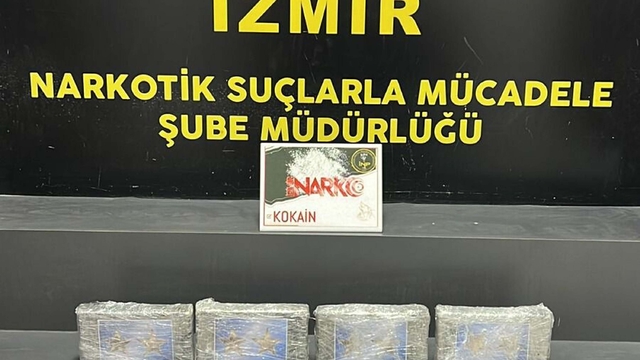 İZMİR
NARKOTİK SUÇLARLA MÜCADELE
ŞUBE MÜDÜRLÜĞÜ
NARKO
KOKAİN